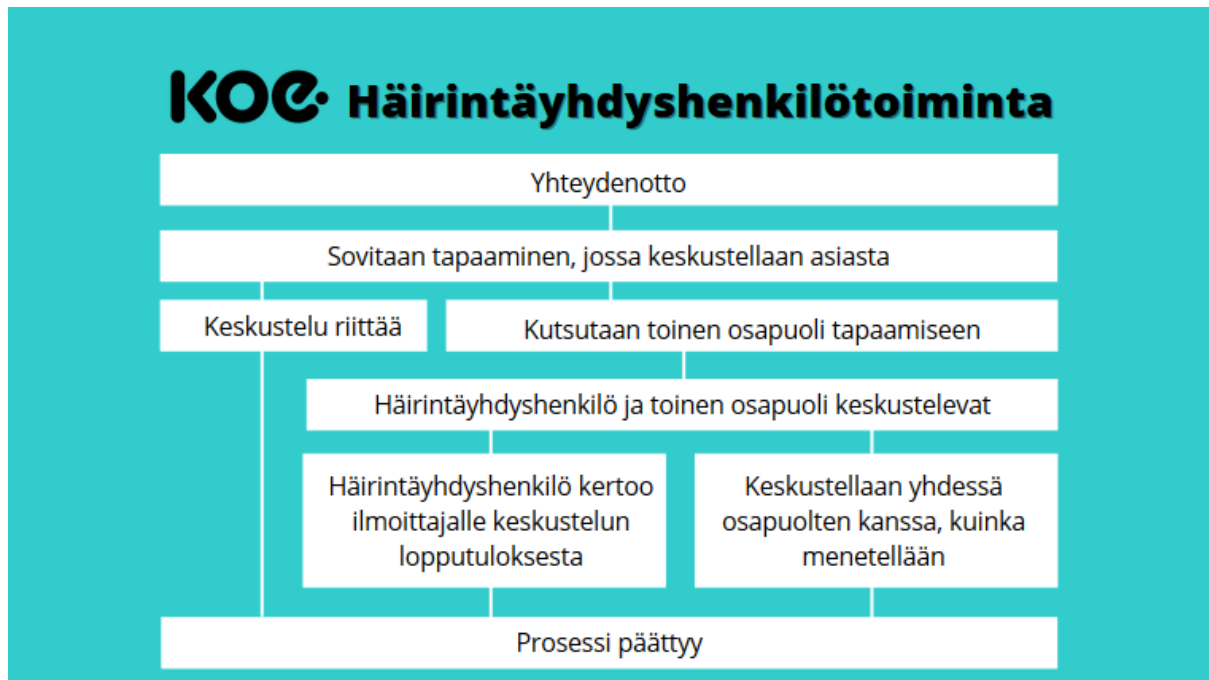 KOE. Häirintäyhdyshenkilötoiminta
Yhteydenotto
Sovitaan tapaaminen, jossa keskustellaan asiasta
Keskustelu riittää
Kutsutaan toinen osapuoli tapaamiseen
Häirintäyhdyshenkilö ja toinen osapuoli keskustelevat
Häirintäyhdyshenkilö kertoo
ilmoittajalle keskustelun
lopputuloksesta
Keskustellaan yhdessä
osapuolten kanssa, kuinka
menetellään
Prosessi päättyy